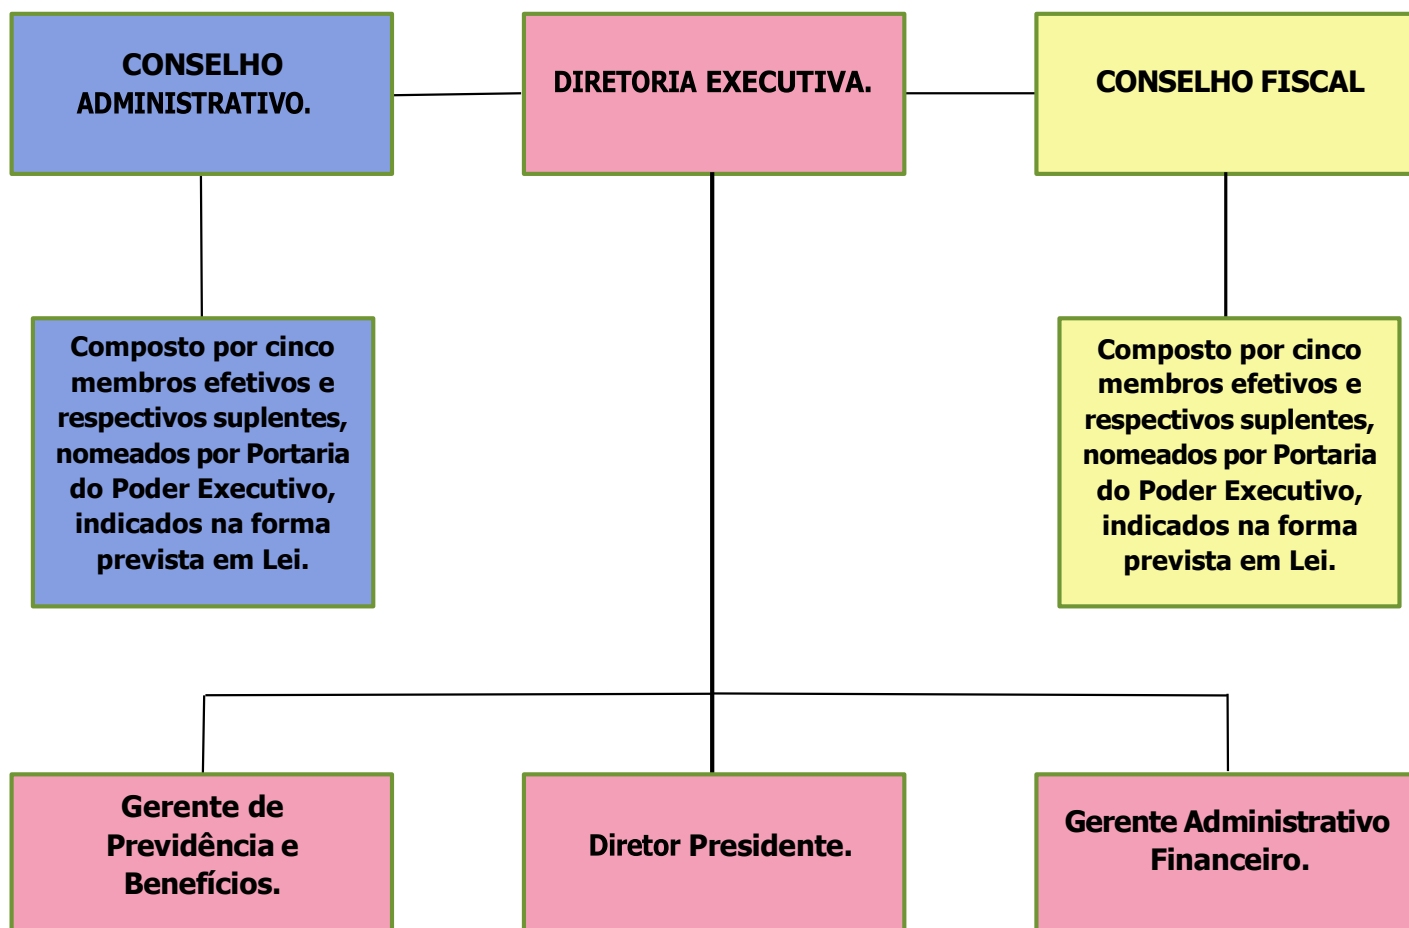 CONSELHO
ADMINISTRATIVO.
DIRETORIA EXECUTIVA.
CONSELHO FISCAL
Composto por cinco
membros efetivos e
respectivos suplentes,
nomeados por Portaria
do Poder Executivo,
indicados na forma
prevista em Lei.
Composto por cinco
membros efetivos e
respectivos suplentes,
nomeados por Portaria
do Poder Executivo,
indicados na forma
prevista em Lei.
Gerente de
Previdência e
Benefícios.
Diretor Presidente.
Gerente Administrativo
Financeiro.